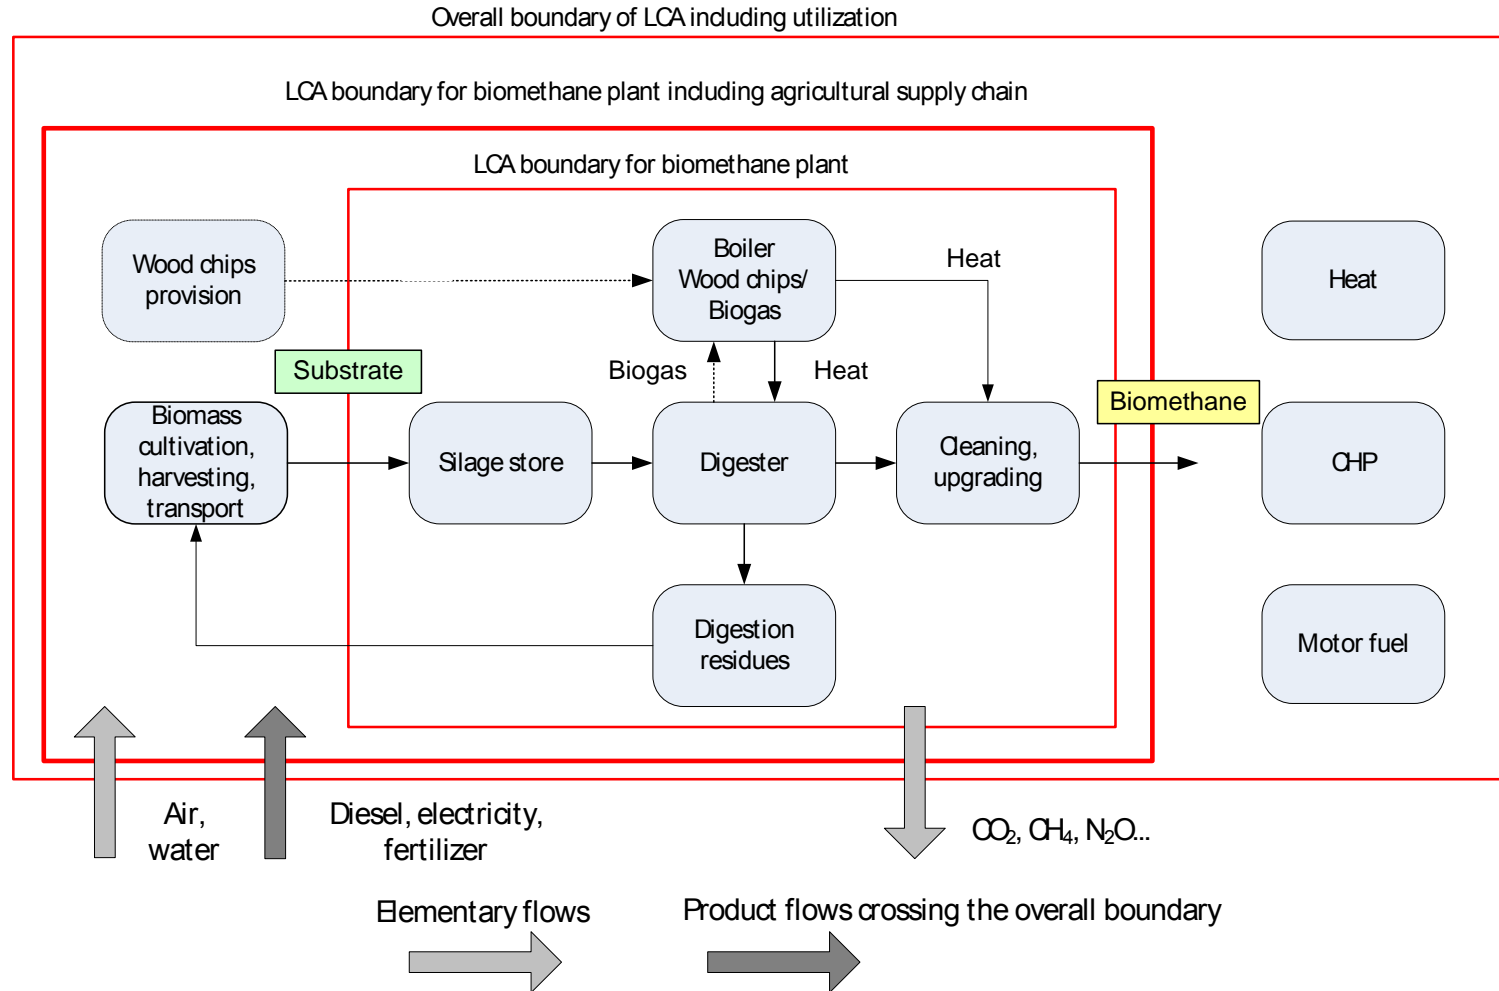 Overall boundary of LCA including utilization
LCA boundary for biomethane plant including agricultural supply chain
LCA boundary for biomethane plant
Wood chips
provision
Boiler
Wood chips/
Biogas
Heat
Heat
Substrate
Biogas
Heat
Biomethane
Biomass
cultivation,
harvesting,
transport
Silage store
Digester
Cleaning,
upgrading
CHP
Digestion
residues
Motor fuel
Air,
water
Diesel, electricity,
fertilizer
CO₂, CH₄, N₂O...
Elementary flows
Product flows crossing the overall boundary